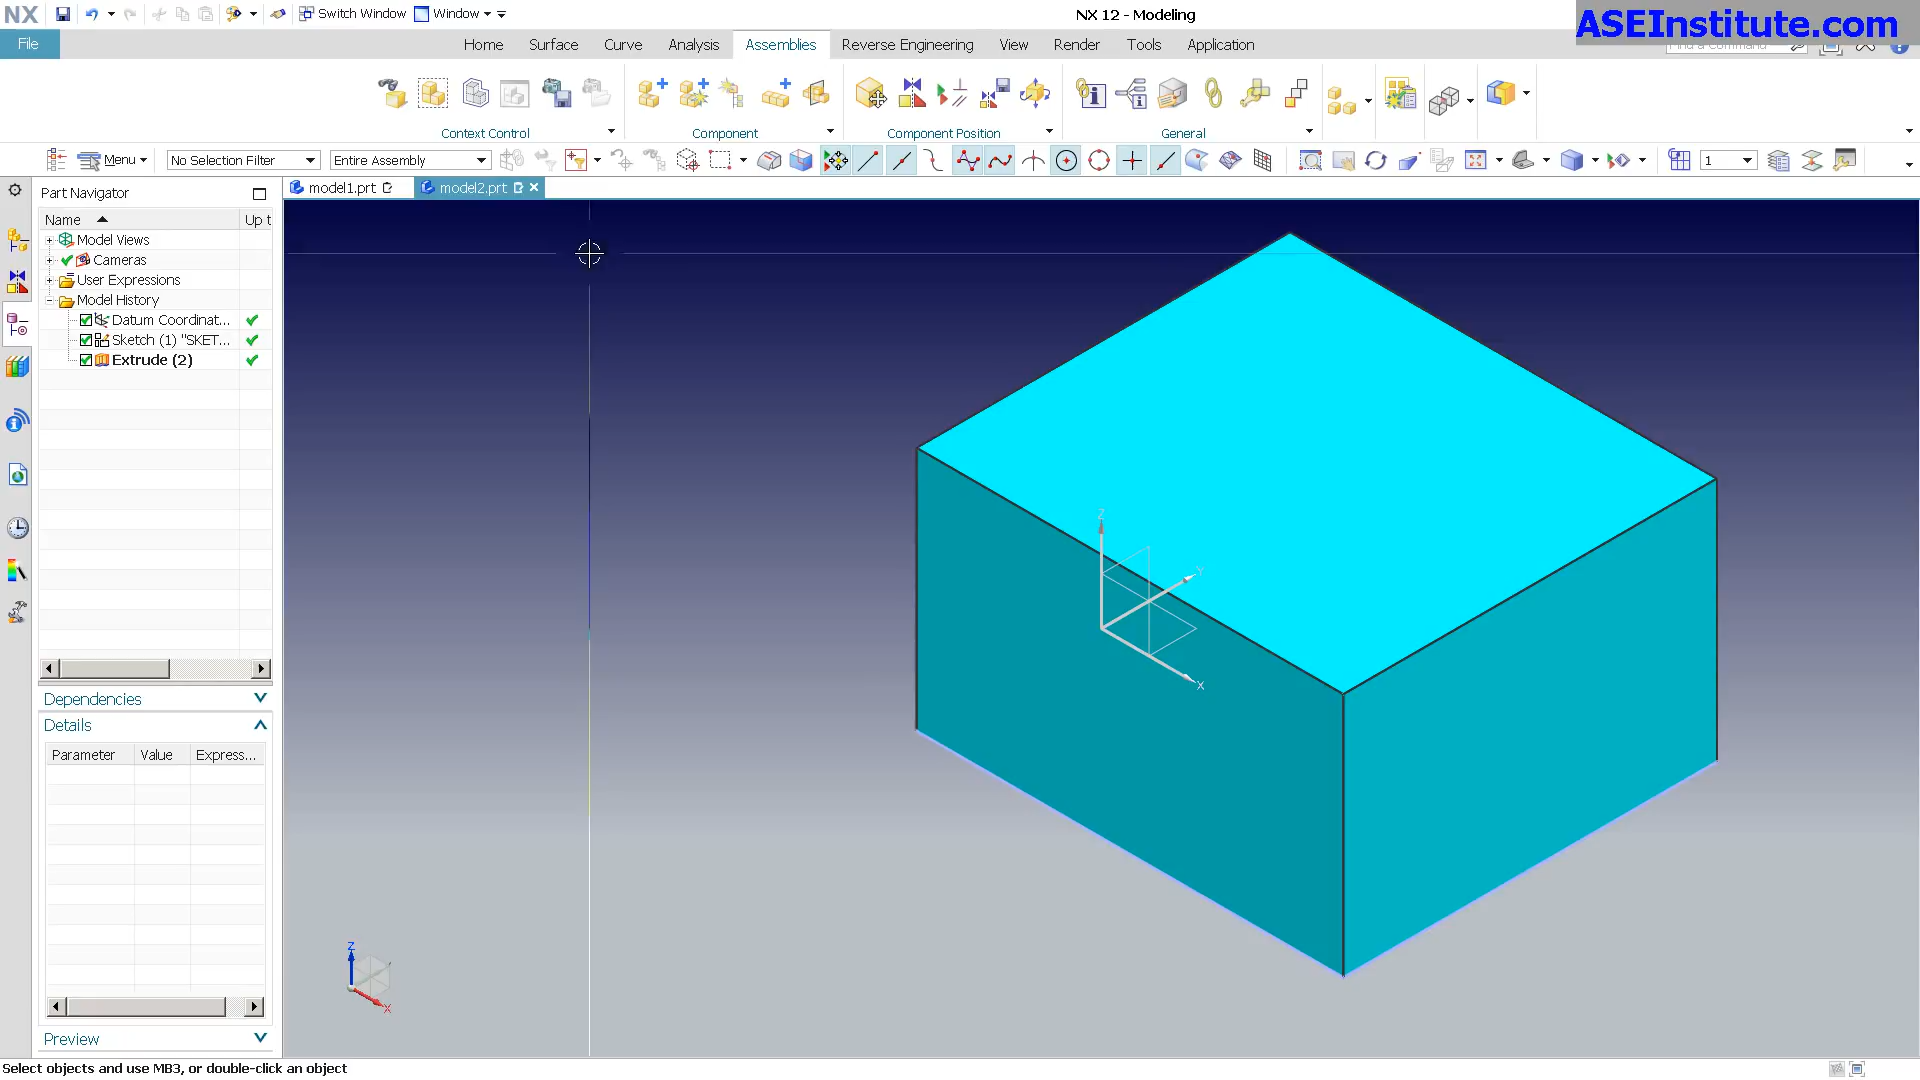 NX
Switch Window
Window
NX 12 - Modeling
ASEInstitute.com
File
Home
Surface
Curve
Analysis
Assemblies
Reverse Engineering
View
Render
Tools
Application
Find a Command
Context Control
Component
Component Position
General
Menu
No Selection Filter
Entire Assembly
1
Part Navigator
model1.prt
model2.prt
Name
Up t
Model Views
Cameras
User Expressions
Model History
Datum Coordinat...
Sketch (1) "SKET...
Extrude (2)
Z
Y
X
Dependencies
Details
Parameter
Value
Express...
Z
X
Preview
Select objects and use MB3, or double-click an object